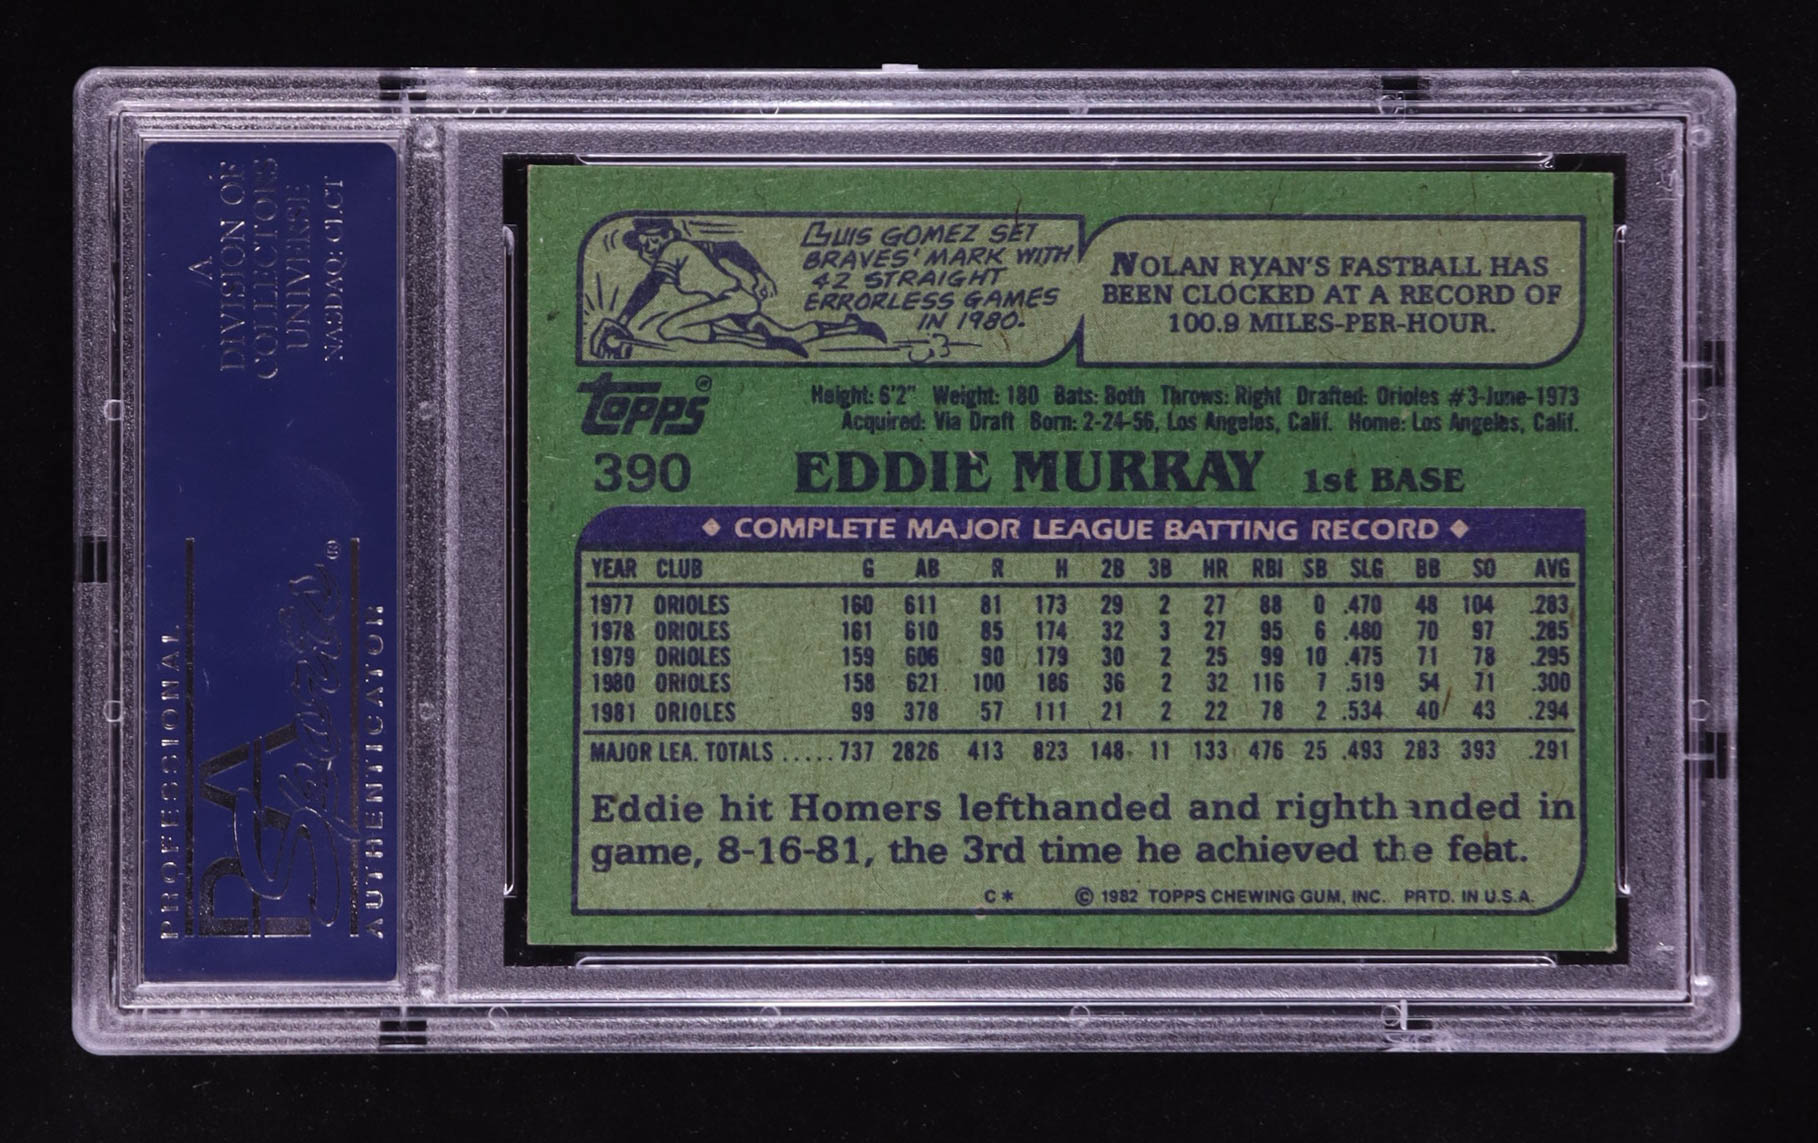 A
DIVISION OF
COLLECTORS
UNIVERSE
NASDAQ: CLCT
PROFESSIONAL
PSA
Sports
®
AUTHENTICATOR
LUIS GOMEZ SET
BRAVES' MARK WITH
42 STRAIGHT
ERRORLESS GAMES
IN 1980.
NOLAN RYAN'S FASTBALL HAS
BEEN CLOCKED AT A RECORD OF
100.9 MILES-PER-HOUR.
topps®
Height: 6'2" Weight: 180 Bats: Both Throws: Right Drafted: Orioles #3-June-1973
Acquired: Via Draft Born: 2-24-56, Los Angeles, Calif. Home: Los Angeles, Calif.
390 EDDIE MURRAY 1st BASE
◆ COMPLETE MAJOR LEAGUE BATTING RECORD ◆
YEAR CLUB G AB R H 2B 3B HR RBI SB SLG BB SO AVG
1977 ORIOLES 160 611 81 173 29 2 27 88 0 .470 48 104 .283
1978 ORIOLES 161 610 85 174 32 3 27 95 6 .480 70 97 .285
1979 ORIOLES 159 606 90 179 30 2 25 99 10 .475 71 78 .295
1980 ORIOLES 158 621 100 186 36 2 32 116 7 .519 54 71 .300
1981 ORIOLES 99 378 57 111 21 2 22 78 2 .534 40 43 .294
MAJOR LEA. TOTALS .....737 2826 413 823 148 11 133 476 25 .493 283 393 .291
Eddie hit Homers lefthanded and righthanded in
game, 8-16-81, the 3rd time he achieved the feat.
C* © 1982 TOPPS CHEWING GUM, INC. PRTD. IN U.S.A.